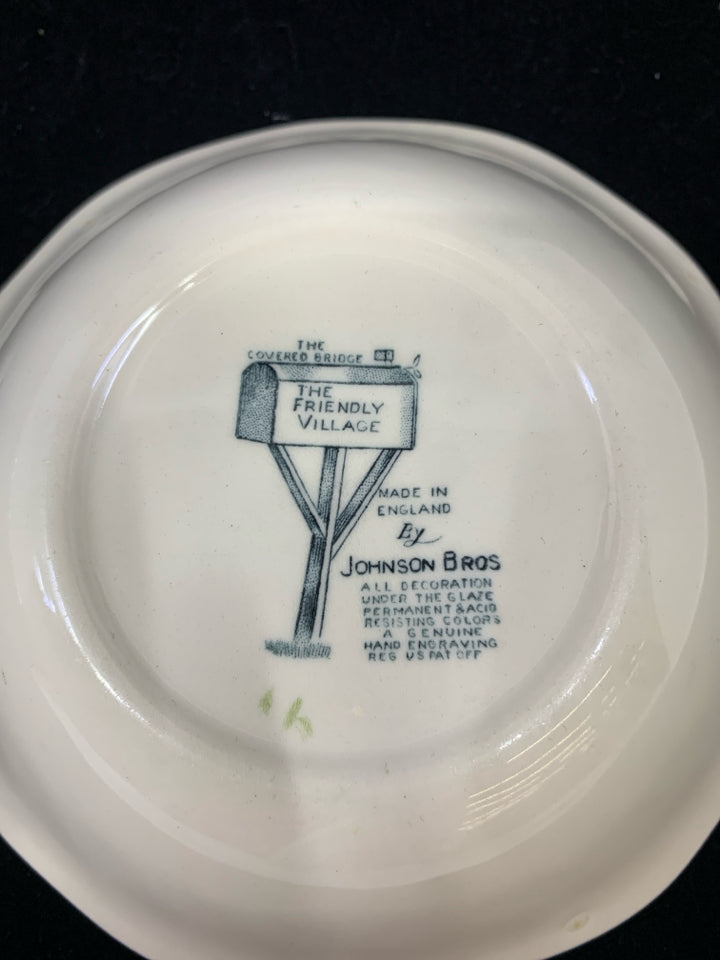 THE
COVERED BRIDGE
THE
FRIENDLY
VILLAGE
MADE IN
ENGLAND
By
JOHNSON BROS
ALL DECORATION
UNDER THE GLAZE
PERMANENT & ACID
RESISTING COLORS
A GENUINE
HAND ENGRAVING
REG US PAT OFF